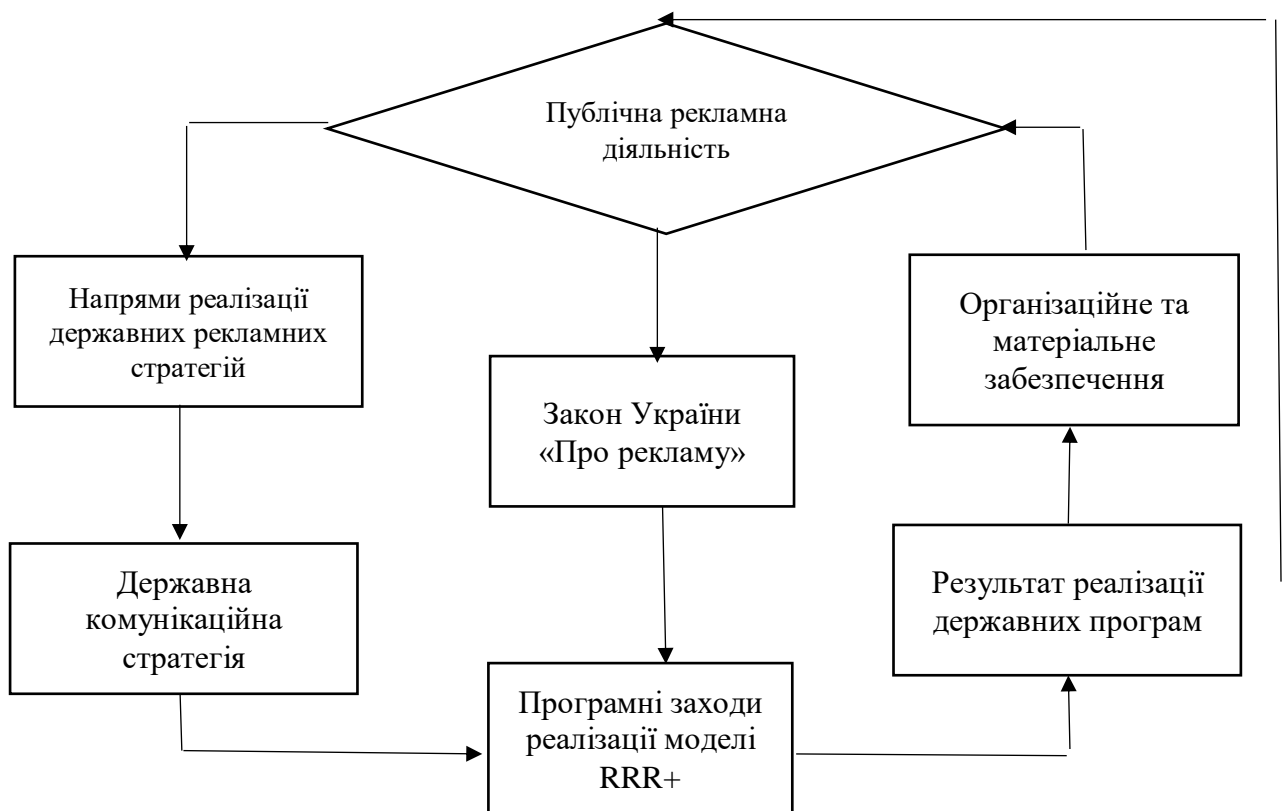 Публічна рекламна
діяльність
Напрями реалізації
державних рекламних
стратегій
Організаційне та
матеріальне
забезпечення
Закон України
«Про рекламу»
Державна
комунікаційна
стратегія
Результат реалізації
державних програм
Програмні заходи
реалізації моделі
RRR+